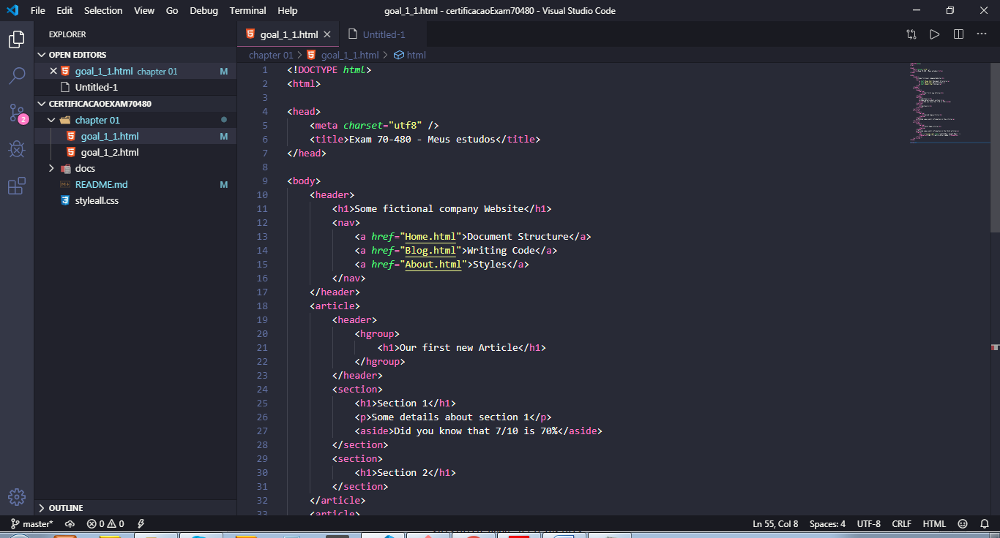 File Edit Selection View Go Debug Terminal Help goal_1_1.html - certificacaoExam70480 - Visual Studio Code
EXPLORER
OPEN EDITORS
goal_1_1.html chapter 01 M
Untitled-1
CERTIFICACAOEXAM70480
chapter 01
goal_1_1.html M
goal_1_2.html
docs
README.md M
styleall.css
OUTLINE
2
goal_1_1.html Untitled-1
chapter 01 > goal_1_1.html > html
1 <!DOCTYPE html>
2 <html>
3
4 <head>
5 <meta charset="utf8" />
6 <title>Exam 70-480 - Meus estudos</title>
7 </head>
8
9 <body>
10 <header>
11 <h1>Some fictional company Website</h1>
12 <nav>
13 <a href="Home.html">Document Structure</a>
14 <a href="Blog.html">Writing Code</a>
15 <a href="About.html">Styles</a>
16 </nav>
17 </header>
18 <article>
19 <header>
20 <hgroup>
21 <h1>Our first new Article</h1>
22 </hgroup>
23 </header>
24 <section>
25 <h1>Section 1</h1>
26 <p>Some details about section 1</p>
27 <aside>Did you know that 7/10 is 70%</aside>
28 </section>
29 <section>
30 <h1>Section 2</h1>
31 </section>
32 </article>
33 <article>
master* 0 0 Ln 55, Col 8 Spaces: 4 UTF-8 CRLF HTML